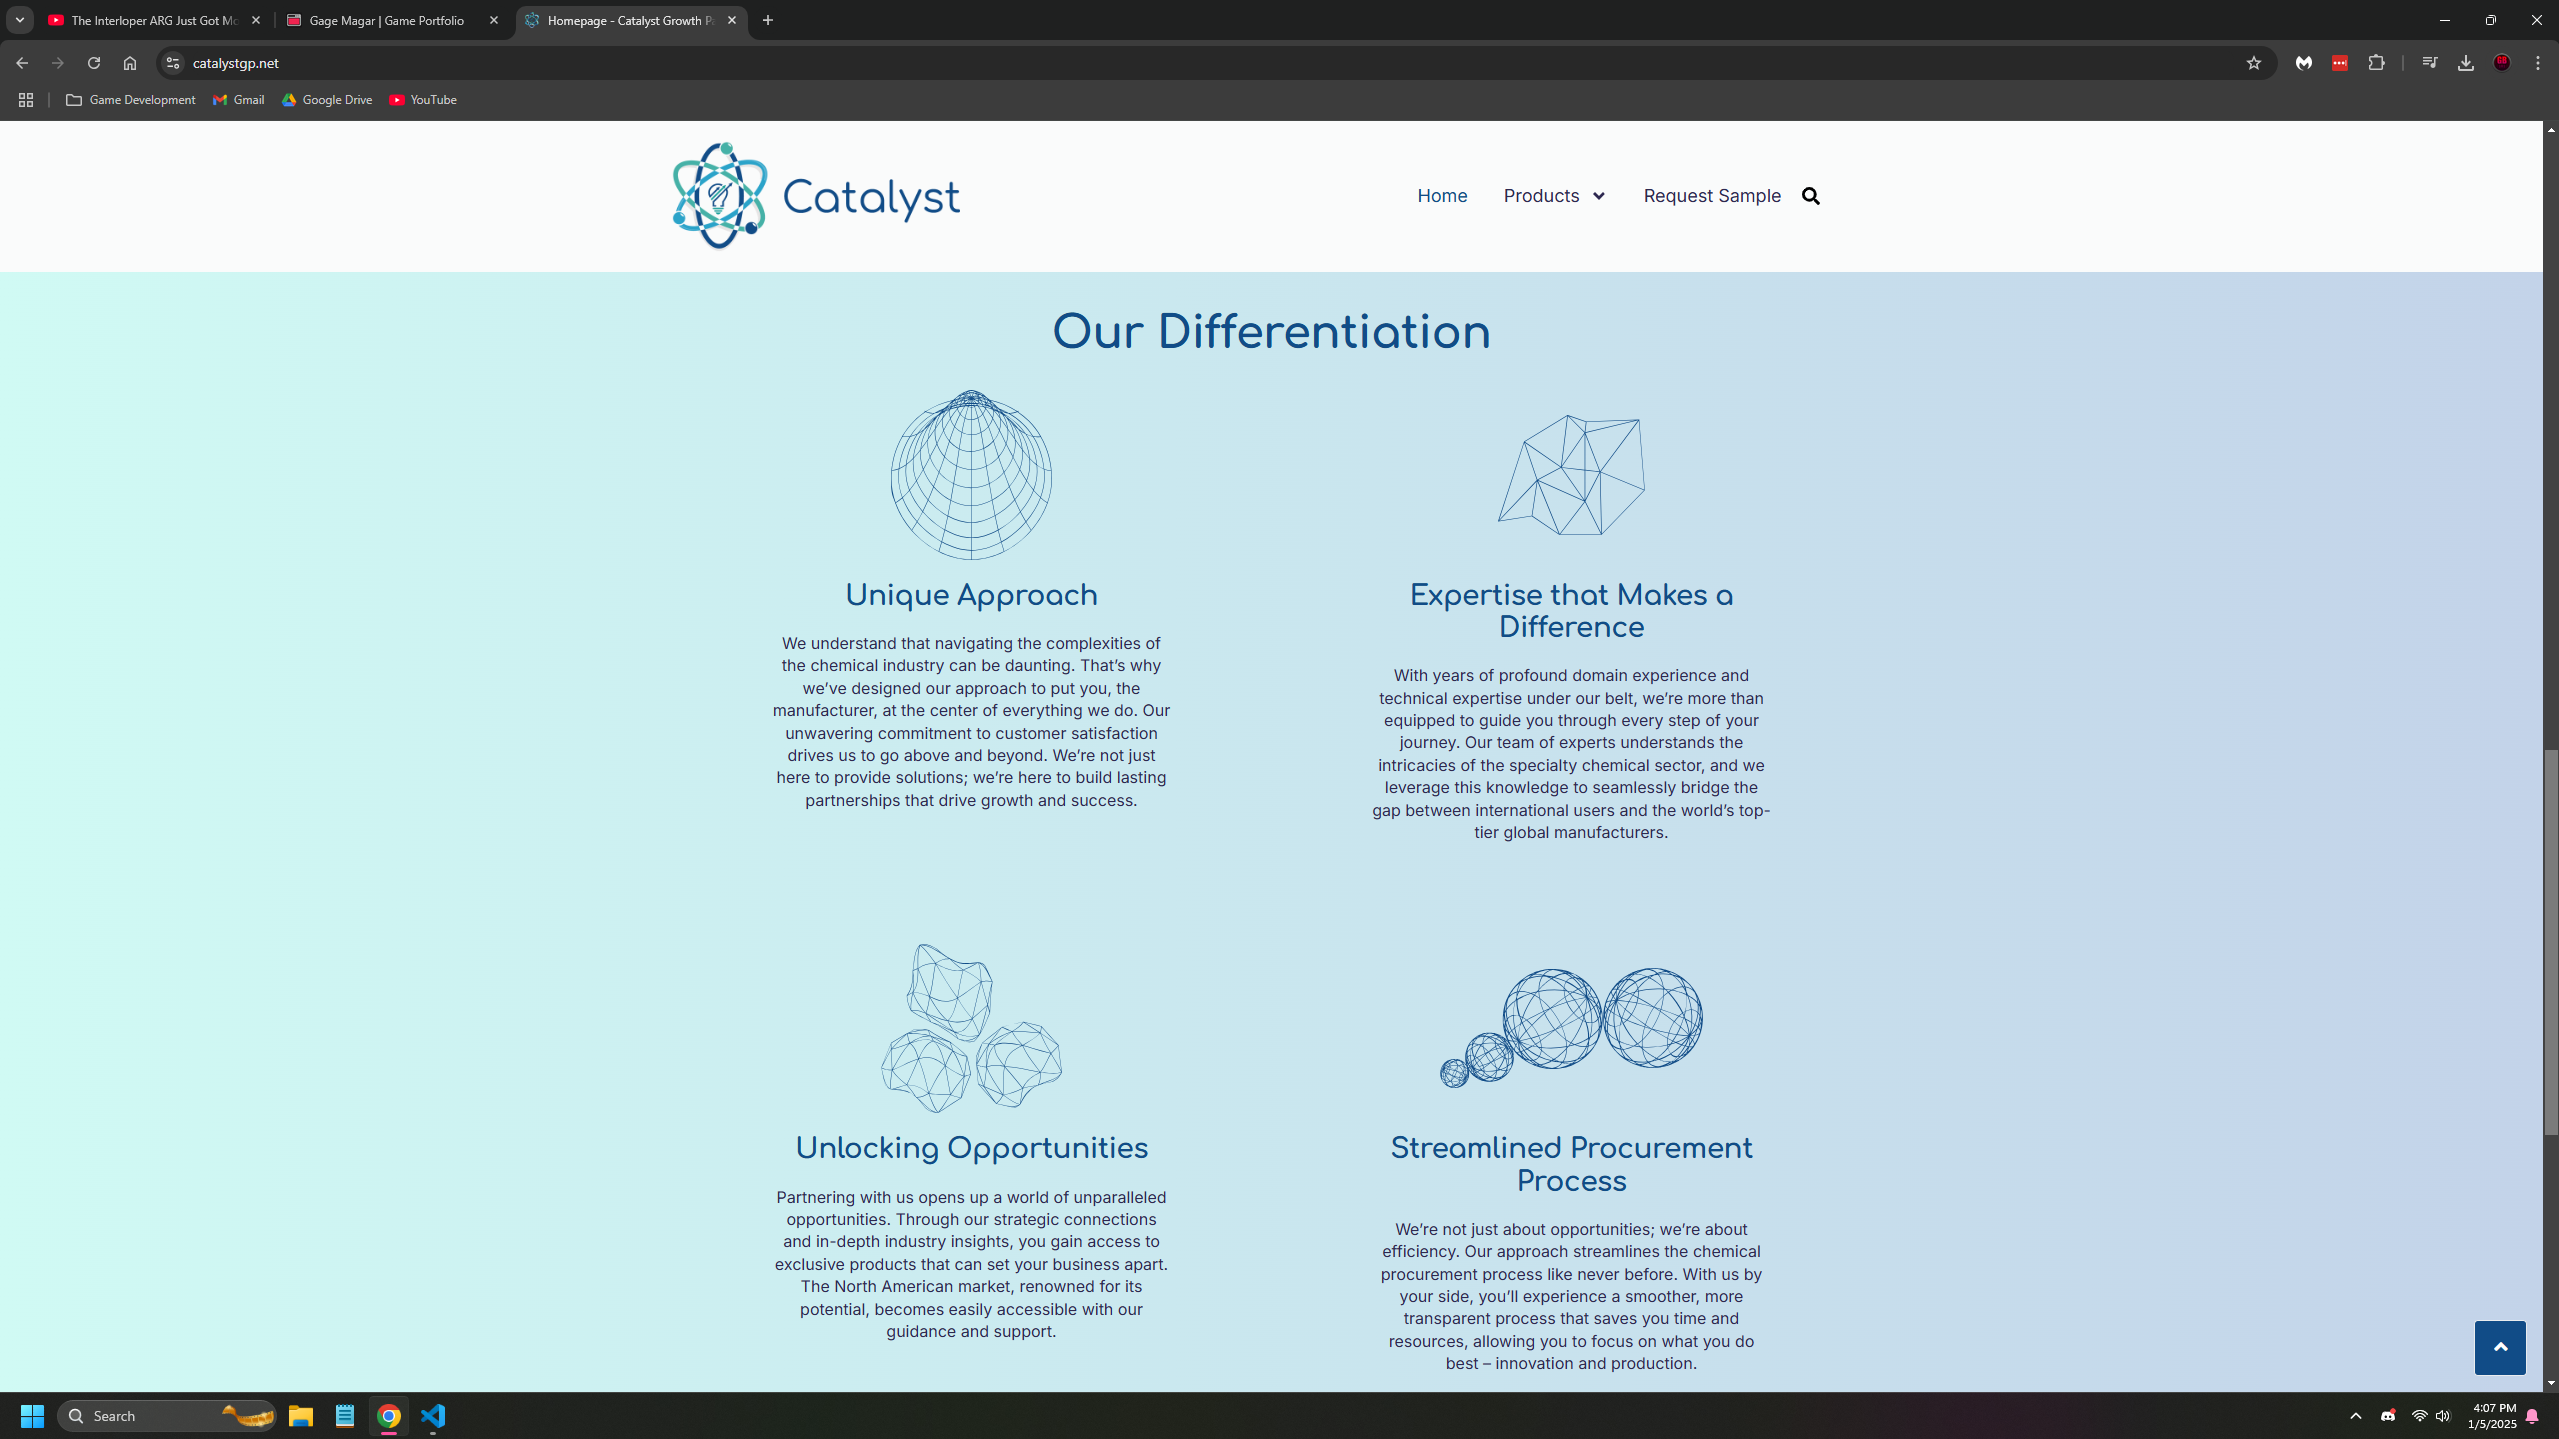 The Interloper ARG Just Got Mo
Gage Magar | Game Portfolio
Homepage - Catalyst Growth Pa
catalystgp.net
Game Development
Gmail
Google Drive
YouTube
Catalyst
Home
Products
Request Sample
Our Differentiation
Unique Approach
We understand that navigating the complexities of
the chemical industry can be daunting. That’s why
we’ve designed our approach to put you, the
manufacturer, at the center of everything we do. Our
unwavering commitment to customer satisfaction
drives us to go above and beyond. We’re not just
here to provide solutions; we’re here to build lasting
partnerships that drive growth and success.
Expertise that Makes a
Difference
With years of profound domain experience and
technical expertise under our belt, we’re more than
equipped to guide you through every step of your
journey. Our team of experts understands the
intricacies of the specialty chemical sector, and we
leverage this knowledge to seamlessly bridge the
gap between international users and the world’s top-
tier global manufacturers.
Unlocking Opportunities
Partnering with us opens up a world of unparalleled
opportunities. Through our strategic connections
and in-depth industry insights, you gain access to
exclusive products that can set your business apart.
The North American market, renowned for its
potential, becomes easily accessible with our
guidance and support.
Streamlined Procurement
Process
We’re not just about opportunities; we’re about
efficiency. Our approach streamlines the chemical
procurement process like never before. With us by
your side, you’ll experience a smoother, more
transparent process that saves you time and
resources, allowing you to focus on what you do
best – innovation and production.
Search
4:07 PM
1/5/2025